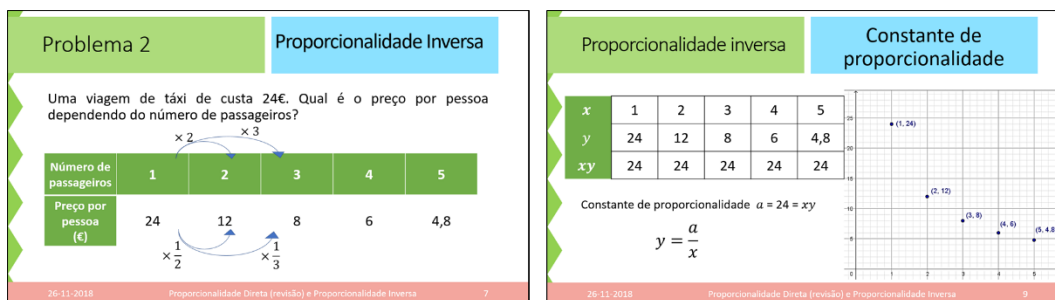 Problema 2
Proporcionalidade Inversa
Uma viagem de táxi de custa 24€. Qual é o preço por pessoa
dependendo do número de passageiros?
× 2
× 3
Número de passageiros 1 2 3 4 5
Preço por pessoa (€) 24 12 8 6 4,8
× 1/2
× 1/3
26-11-2018 Proporcionalidade Direta (revisão) e Proporcionalidade Inversa 7
Proporcionalidade inversa
Constante de
proporcionalidade
x 1 2 3 4 5
y 24 12 8 6 4,8
xy 24 24 24 24 24
Constante de proporcionalidade a = 24 = xy
y = a/x
25
(1, 24)
15
(2, 12)
10
(3, 8)
(4, 6)
(5, 4.8
5
0 1 2 3 4 5
26-11-2018 Proporcionalidade Direta (revisão) e Proporcionalidade Inversa 9